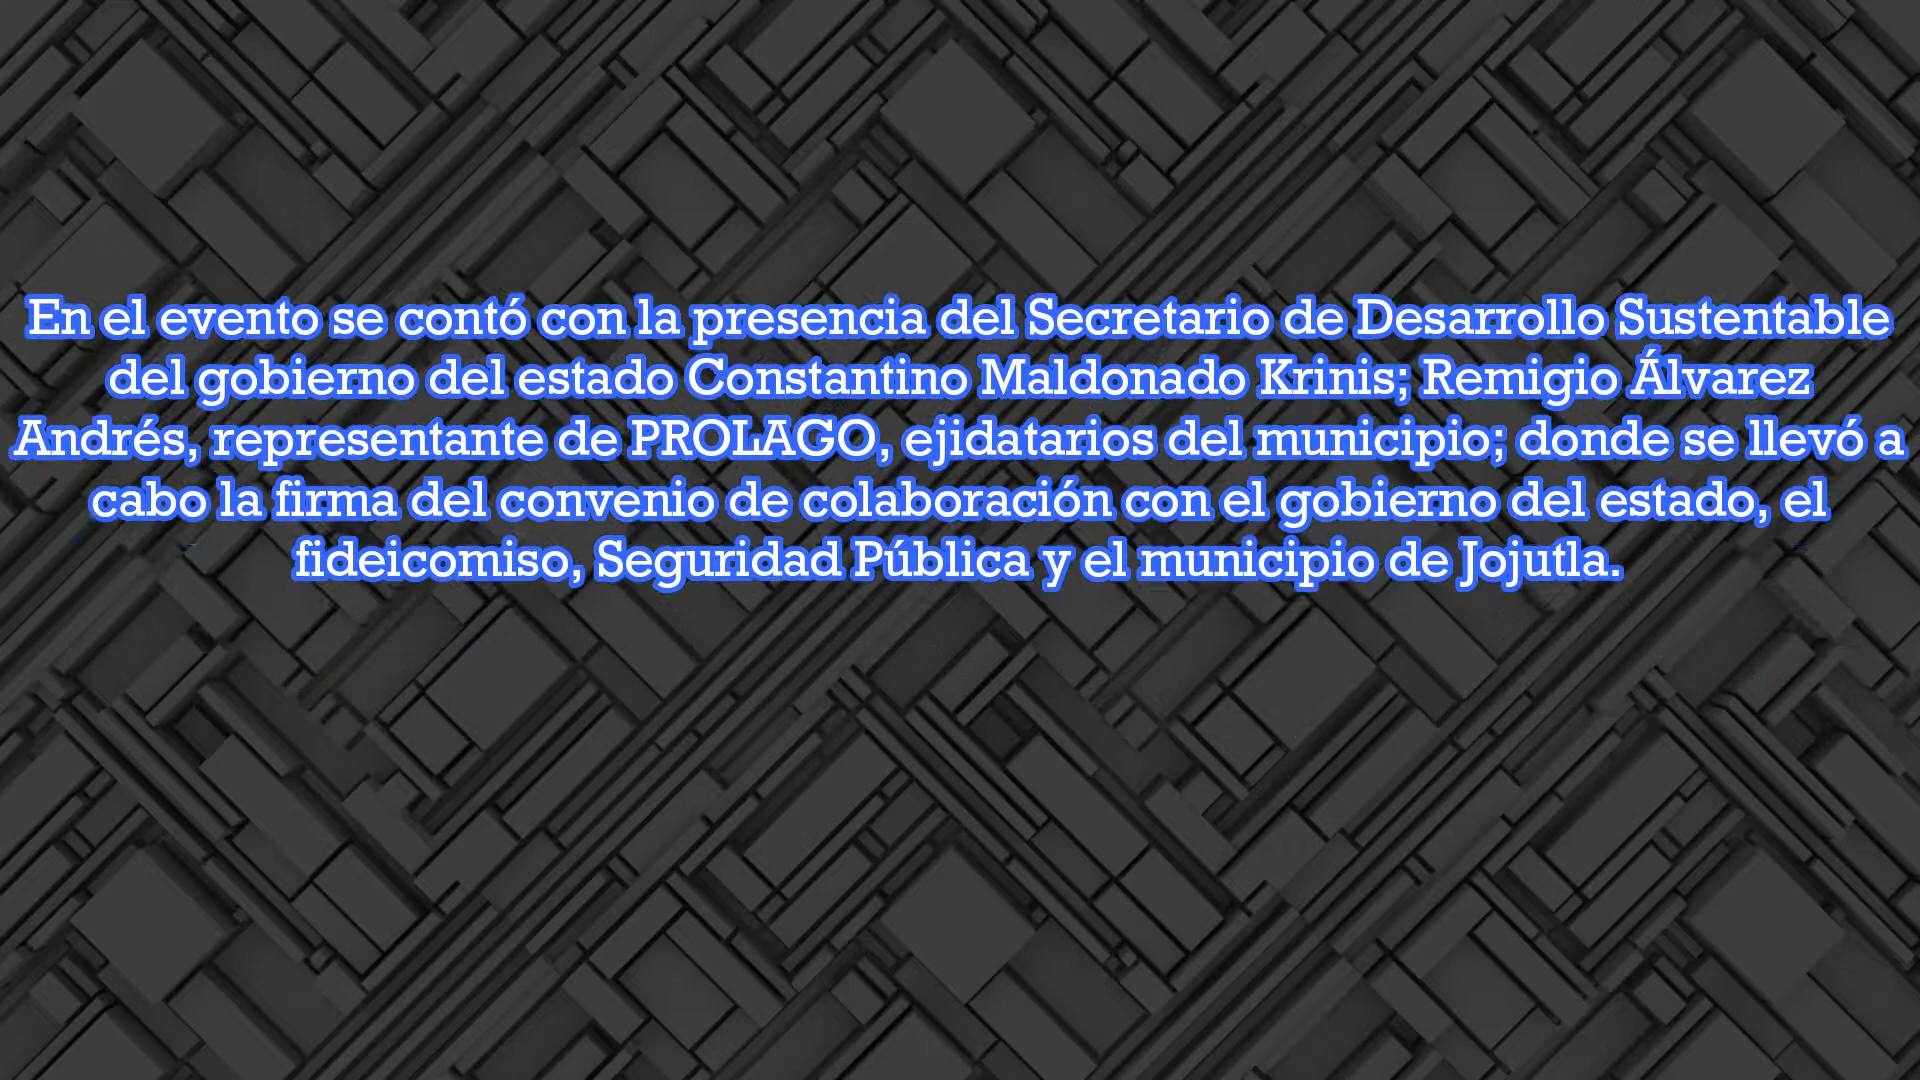 En el evento se contó con la presencia del Secretario de Desarrollo Sustentable
del gobierno del estado Constantino Maldonado Krinis; Remigio Álvarez
Andrés, representante de PROLAGO, ejidatarios del municipio; donde se llevó a
cabo la firma del convenio de colaboración con el gobierno del estado, el
fideicomiso, Seguridad Pública y el municipio de Jojutla.